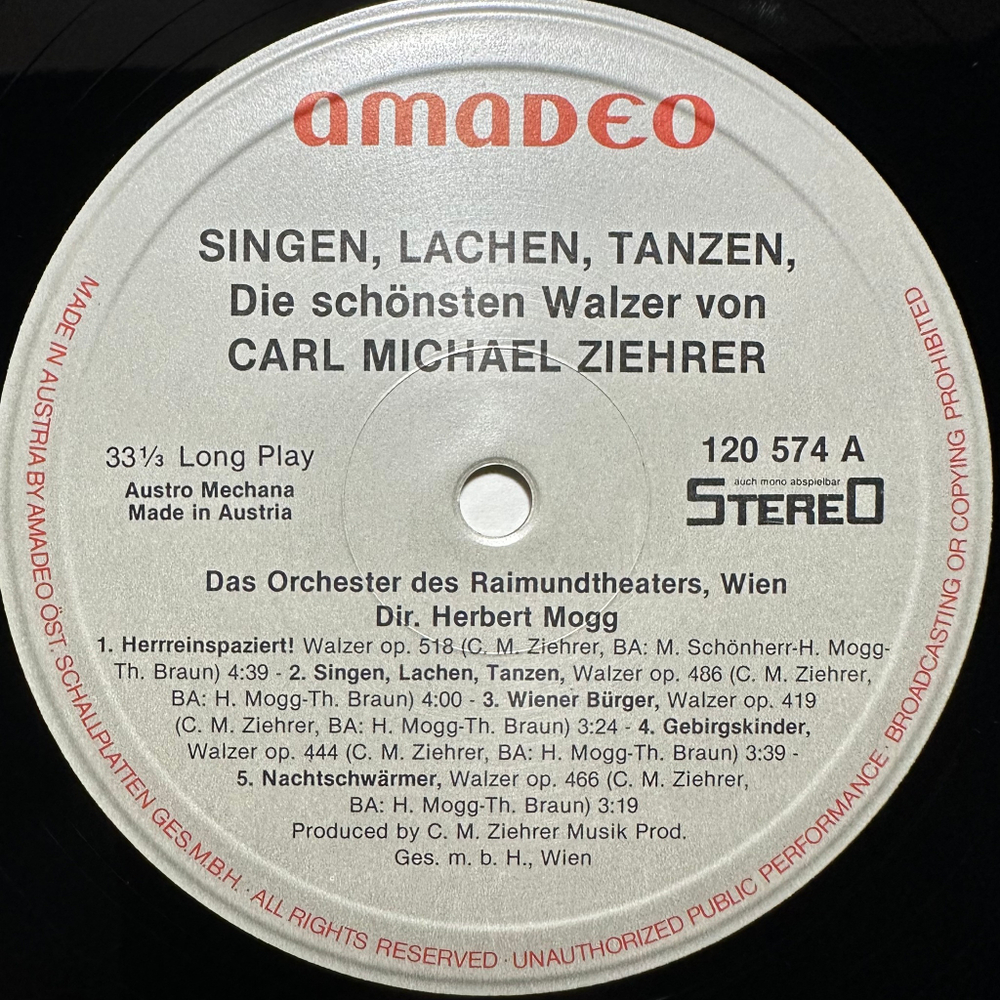 amadeo
SINGEN, LACHEN, TANZEN,
Die schönsten Walzer von
CARL MICHAEL ZIEHRER
33⅓ Long Play
Austro Mechana
Made in Austria
120 574 A
auch mono abspielbar
STEREO
Das Orchester des Raimundtheaters, Wien
Dir. Herbert Mogg
1. Herrreinspaziert! Walzer op. 518 (C. M. Ziehrer, BA: M. Schönherr-H. Mogg-
Th. Braun) 4:39 - 2. Singen, Lachen, Tanzen, Walzer op. 486 (C. M. Ziehrer,
BA: H. Mogg-Th. Braun) 4:00 - 3. Wiener Bürger, Walzer op. 419
(C. M. Ziehrer, BA: H. Mogg-Th. Braun) 3:24 - 4. Gebirgskinder,
Walzer op. 444 (C. M. Ziehrer, BA: H. Mogg-Th. Braun) 3:39 -
5. Nachtschwärmer, Walzer op. 466 (C. M. Ziehrer,
BA: H. Mogg-Th. Braun) 3:19
Produced by C. M. Ziehrer Musik Prod.
Ges. m. b. H., Wien
MADE IN AUSTRIA BY AMADEO ÖST. SCHALLPLATTEN GES.M.B.H. · ALL RIGHTS RESERVED · UNAUTHORIZED PUBLIC PERFORMANCE · BROADCASTING OR COPYING PROHIBITED